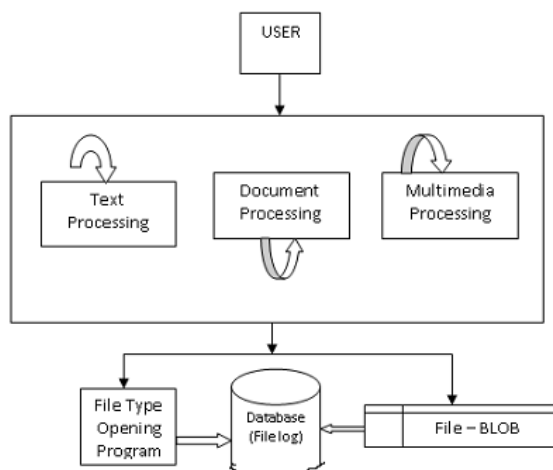 USER
Text
Processing
Document
Processing
Multimedia
Processing
File Type
Opening
Program
Database
(File log)
File – BLOB